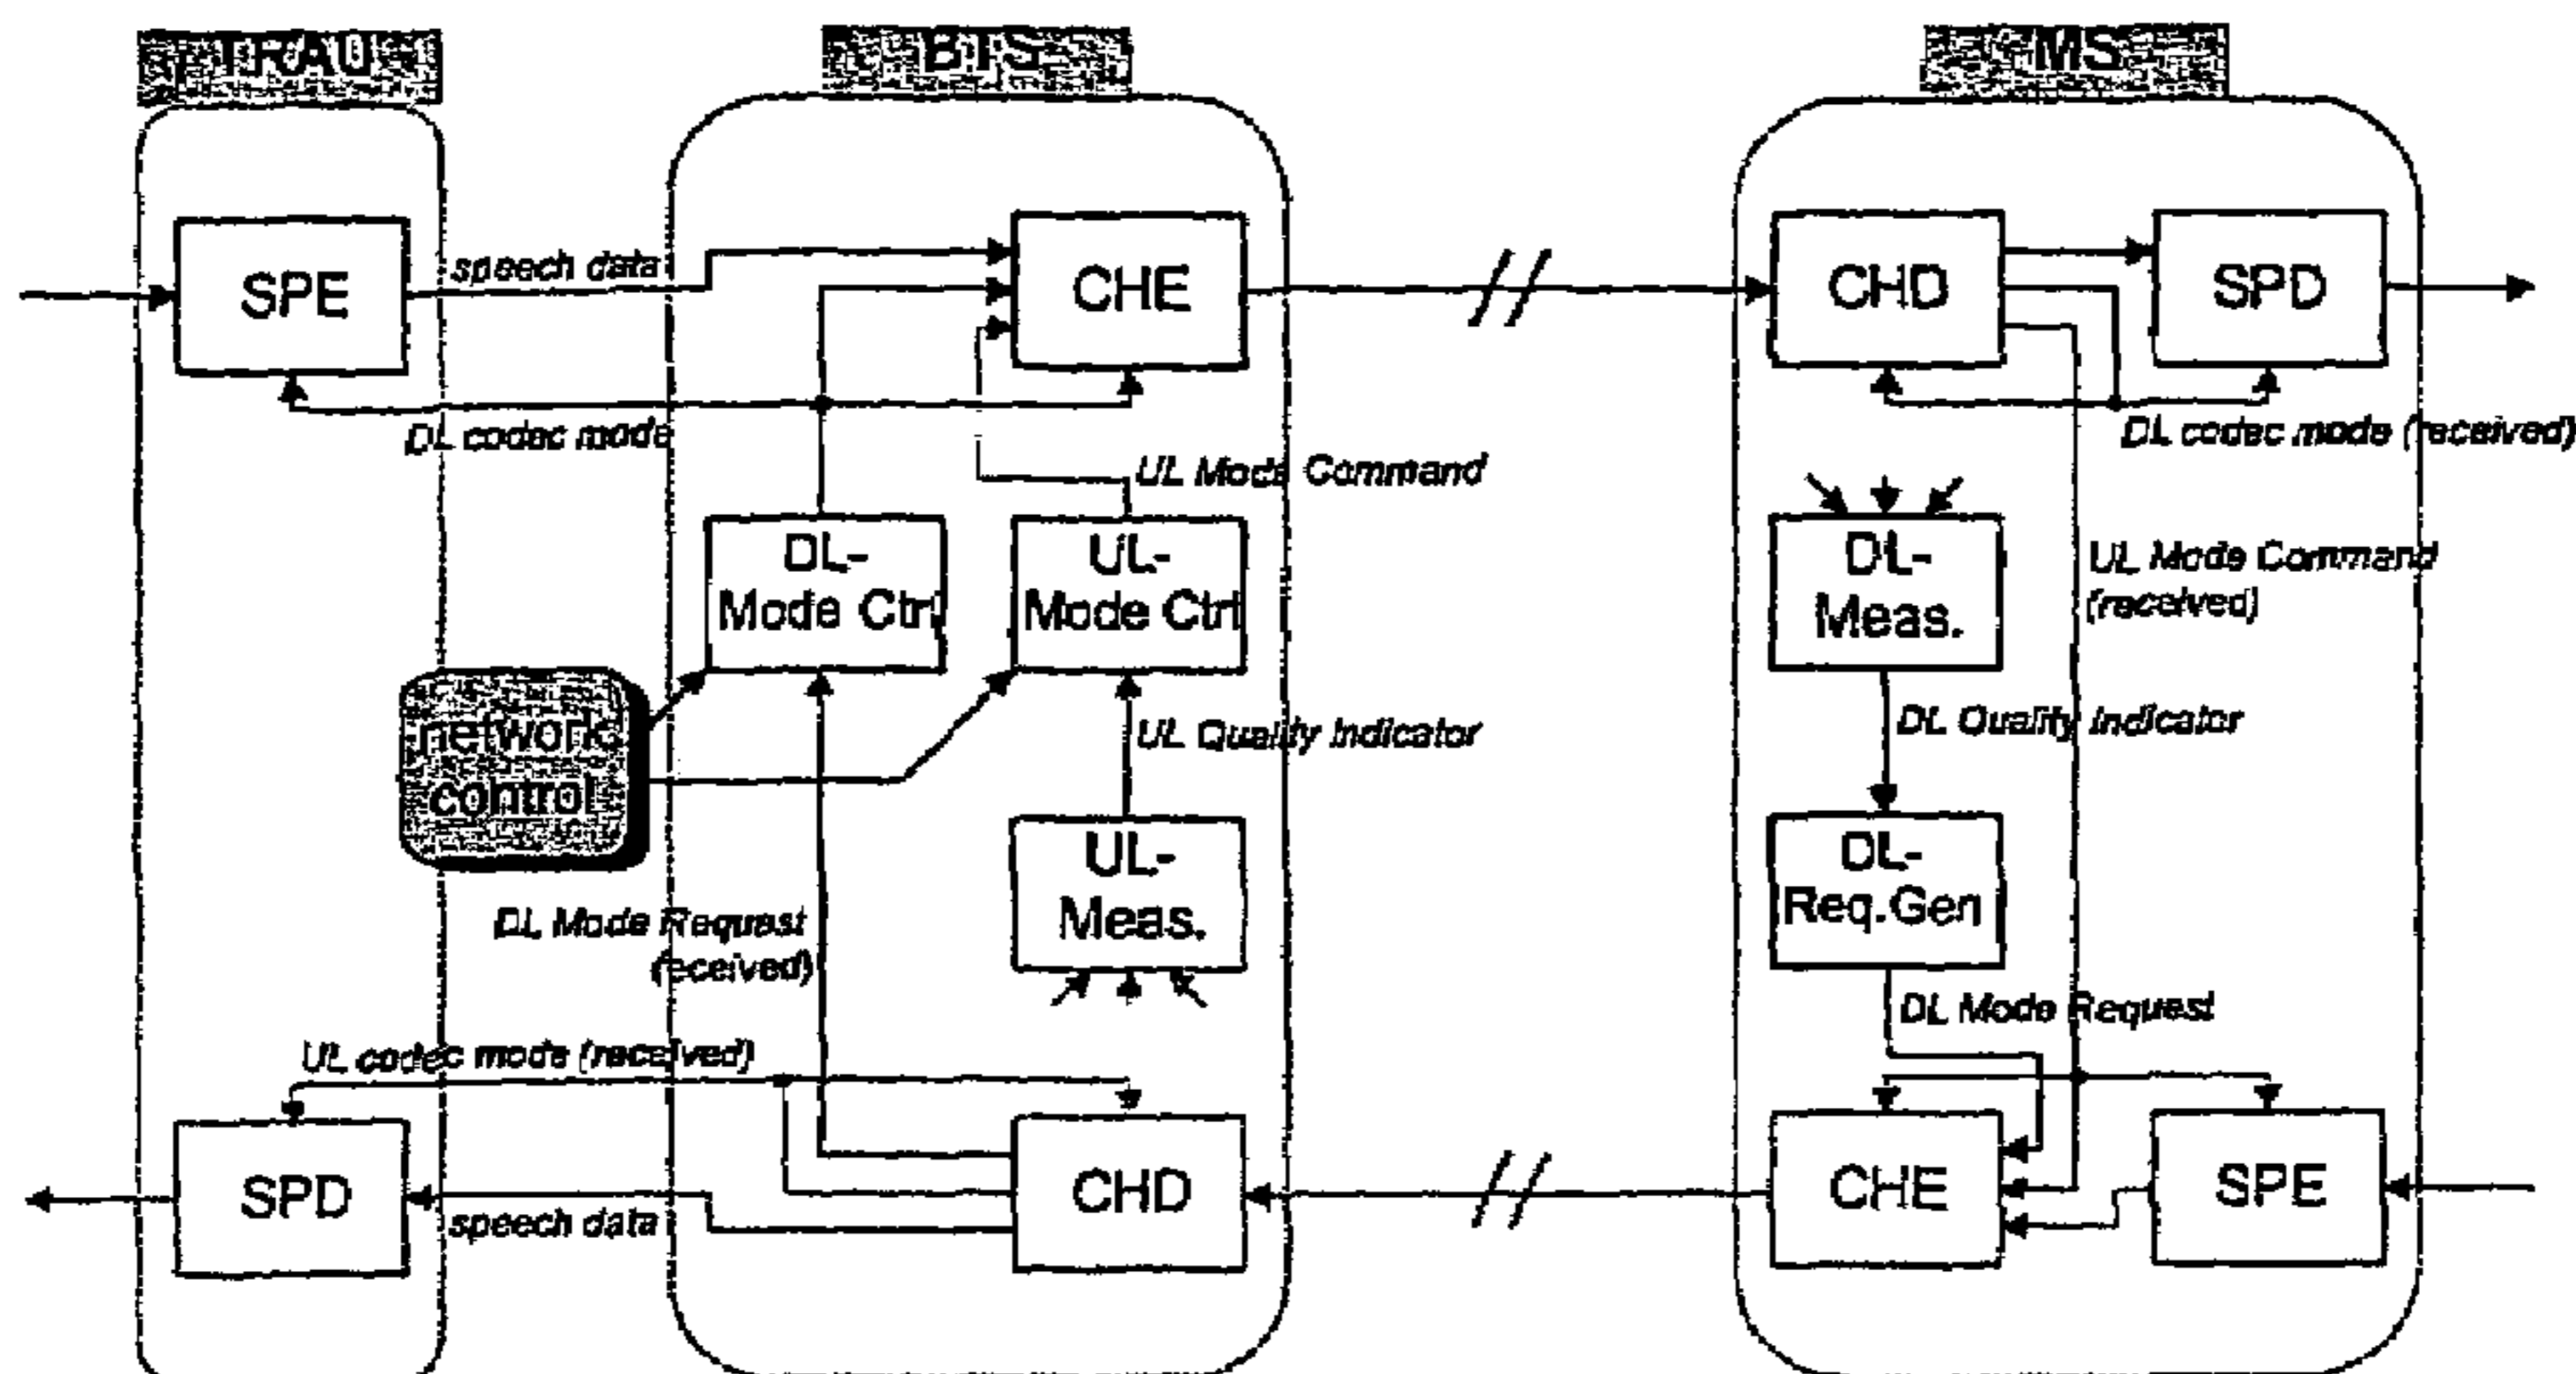 TRAU
BTS
MS
SPE
speech data
CHE
CHD
SPD
DL codec mode
DL codec mode (received)
UL Mode Command
DL-
Mode Ctrl
UL-
Mode Ctrl
DL-
Meas.
UL Mode Command
(received)
network
control
UL Quality Indicator
DL Quality Indicator
UL-
Meas.
DL-
Req.Gen
DL Mode Request
(received)
DL Mode Request
UL codec mode (received)
SPD
speech data
CHD
CHE
SPE